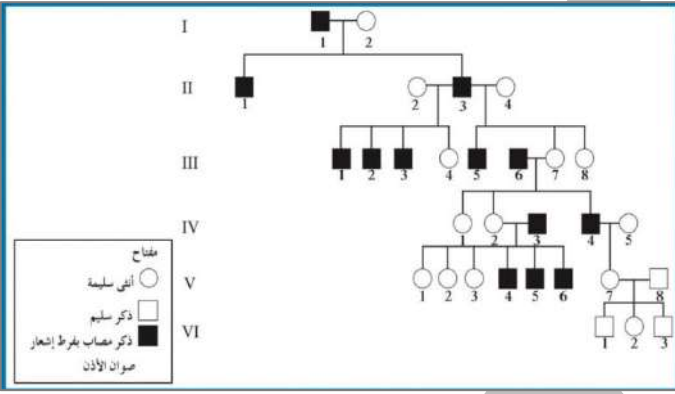 I
1 2
II
1 2 3 4
III
1 2 3 4 5 6 7 8
IV
1 2 3 4 5
V
1 2 3 4 5 6 7 8
VI
1 2 3
مفتاح
أنثى سليمة
ذكر سليم
ذكر مصاب بفرط إشعار
صوان الأذن